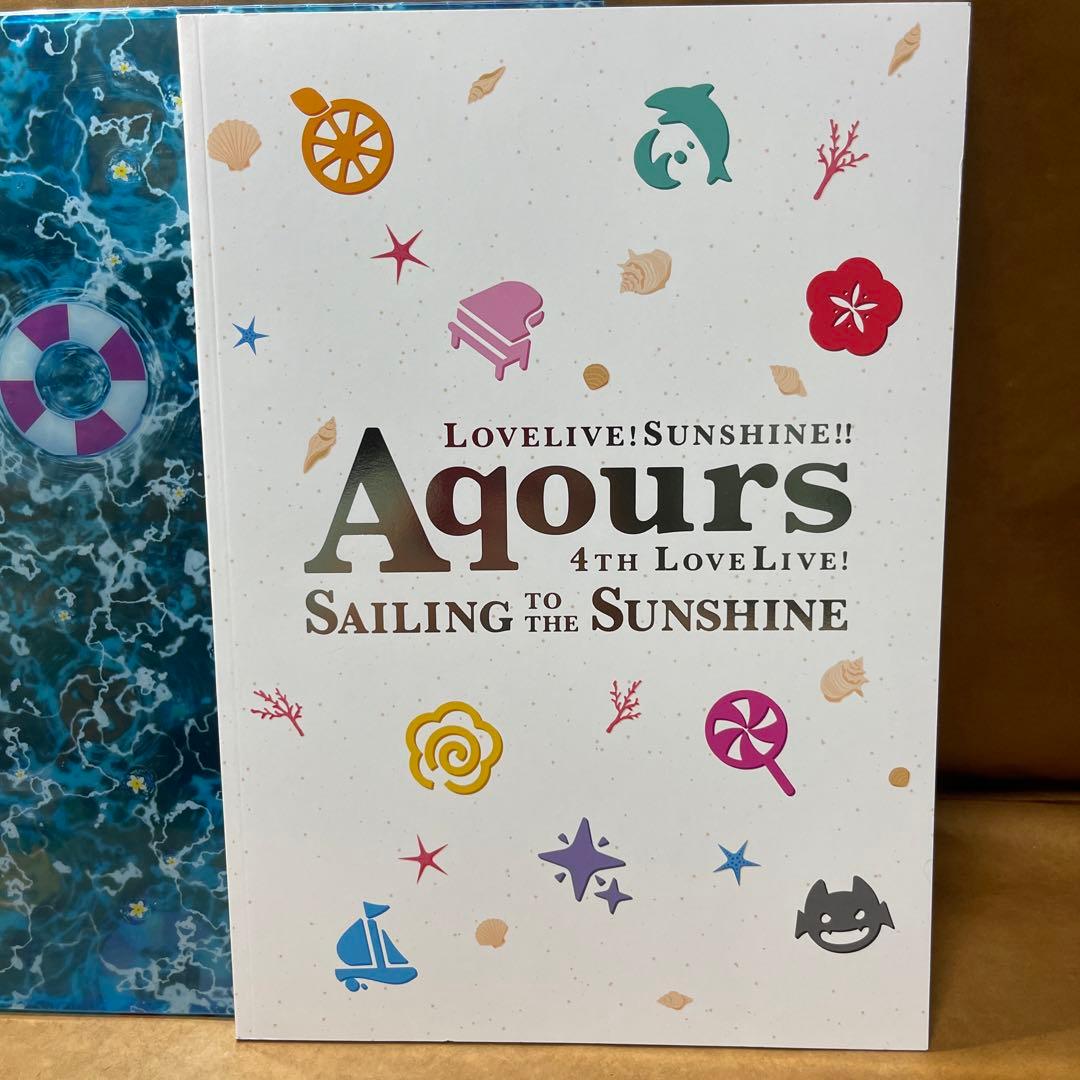 LOVELIVE!SUNSHINE!!
Aqours
4TH LOVELIVE!
SAILING TO THE SUNSHINE